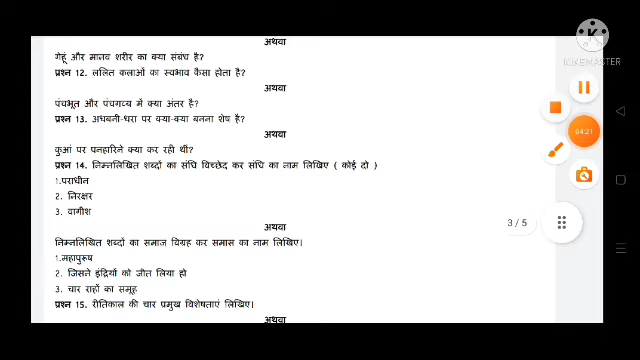 अथवा
गेहूं और मानव शरीर का क्या संबंध है?
प्रश्न 12. ललित कलाओं का स्वभाव कैसा होता है?
अथवा
पंचभूत और पंचगव्य में क्या अंतर है?
प्रश्न 13. अधबनी-धरा पर क्या-क्या बनना शेष है?
अथवा
कुआं पर पनहारिने क्या कर रही थीं?
प्रश्न 14. निम्नलिखित शब्दों का संधि विच्छेद कर संधि का नाम लिखिए ( कोई दो )
1.पराधीन
2. निरक्षर
3. वागीश
अथवा
निम्नलिखित शब्दों का समाज विग्रह कर समास का नाम लिखिए।
1.महापुरूष
2. जिसने इंद्रियों को जीत लिया हो
3. चार राहों का समूह
प्रश्न 15. रीतिकाल की चार प्रमुख विशेषताएं लिखिए।
अथवा
3 / 5
KINEMASTER
04:21